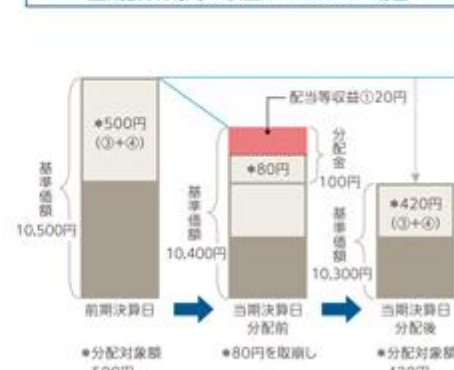 配当等収益①20円
*500円
(③+④)
分配金
100円
*80円
*420円
(③+④)
基準価額
10,500円
基準価額
10,400円
基準価額
10,300円
前期決算日
当期決算日
分配前
当期決算日
分配後
*分配対象額
*80円を取崩し
*分配対象額